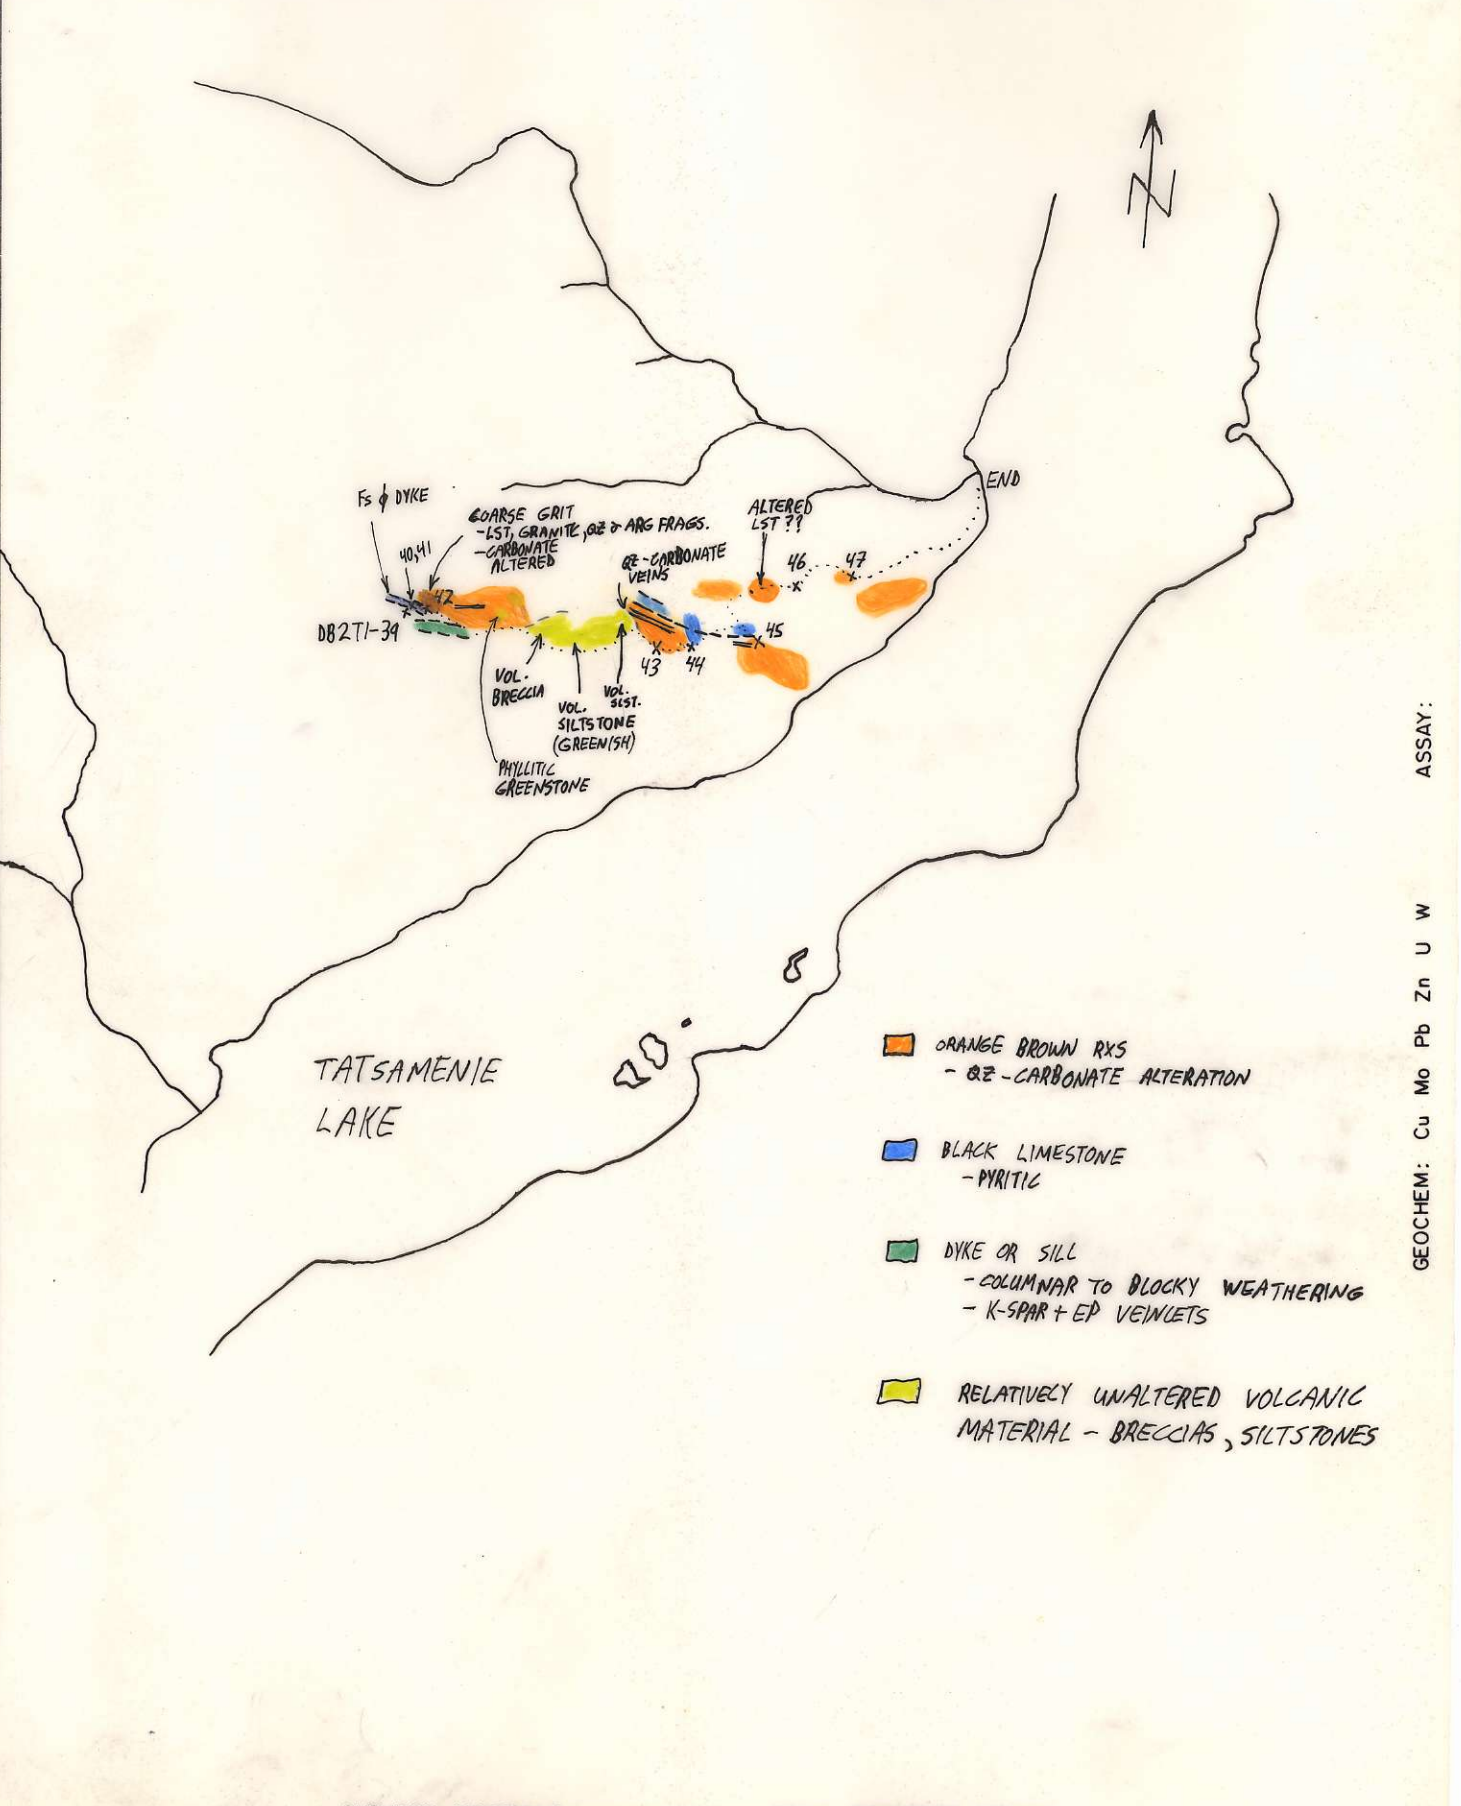 END
Fs ϕ DYKE
COARSE GRIT
-LST, GRANITE, QZ & ARG FRAGS.
-CARBONATE
ALTERED
40,41
42
DB2T1-39
QZ-CARBONATE
VEINS
ALTERED
LST ??
46
47
45
43
44
VOL.
BRECCIA
VOL.
SILTSTONE
(GREENISH)
VOL.
SLST.
PHYLLITIC
GREENSTONE
TATSAMENIE
LAKE
ORANGE BROWN RXS
- QZ-CARBONATE ALTERATION
BLACK LIMESTONE
-PYRITIC
DYKE OR SILL
-COLUMNAR TO BLOCKY WEATHERING
- K-SPAR + EP VEINLETS
RELATIVELY UNALTERED VOLCANIC
MATERIAL - BRECCIAS, SILTSTONES
GEOCHEM: Cu Mo Pb Zn U W ASSAY:
N